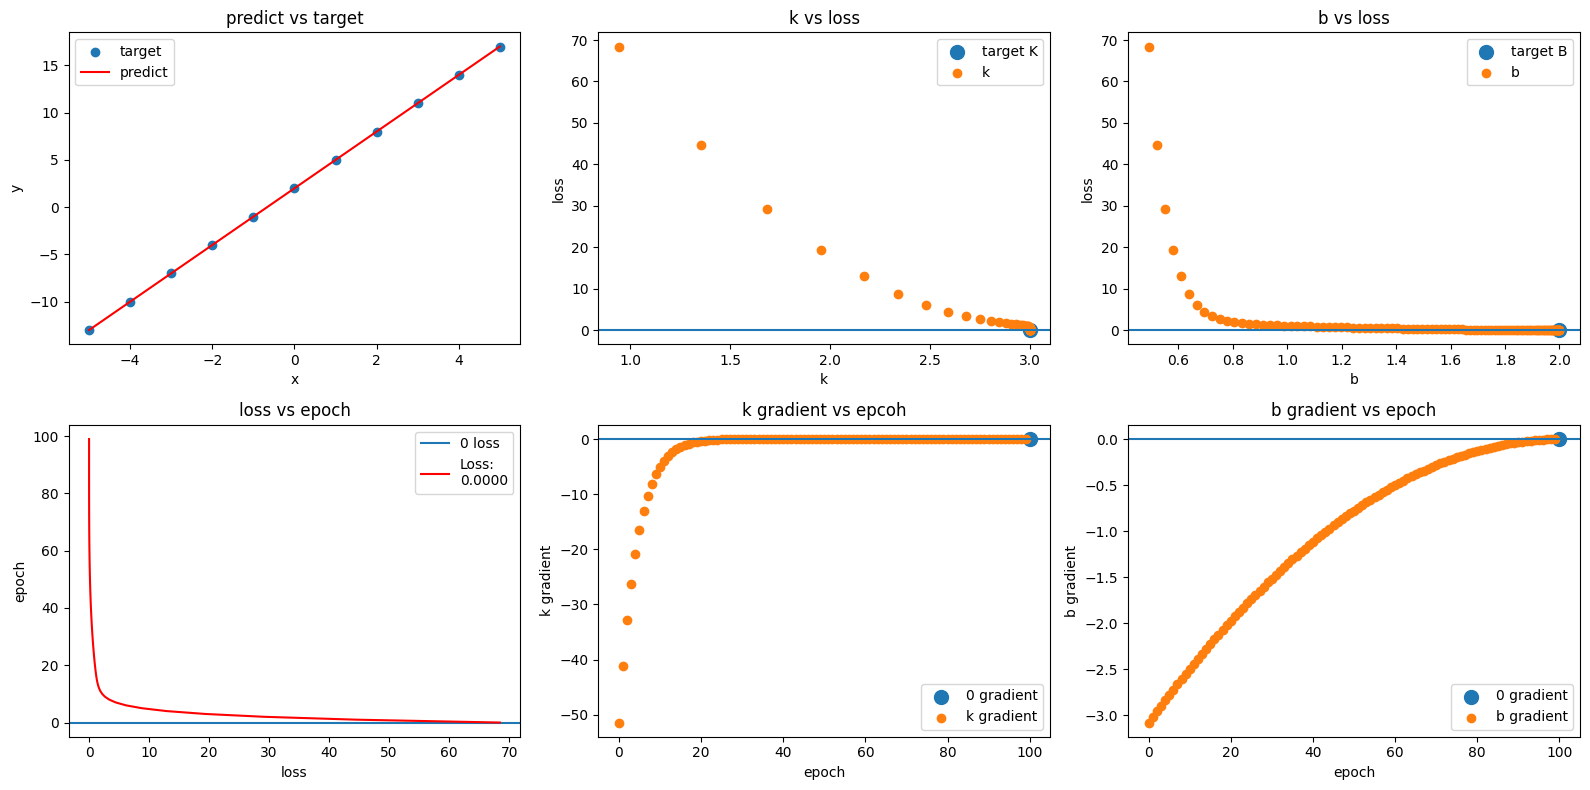 predict vs target
target
predict
15
10
5
0
−5
−10
y
−4
−2
0
2
4
x
k vs loss
target K
k
70
60
50
40
30
20
10
0
loss
1.0
1.5
2.0
2.5
3.0
k
b vs loss
target B
b
70
60
50
40
30
20
10
0
loss
0.6
0.8
1.0
1.2
1.4
1.6
1.8
2.0
b
loss vs epoch
0 loss
Loss:
0.0000
100
80
60
40
20
0
epoch
0
10
20
30
40
50
60
70
loss
k gradient vs epcoh
0
−10
−20
−30
−40
−50
k gradient
0 gradient
k gradient
0
20
40
60
80
100
epoch
b gradient vs epoch
0.0
−0.5
−1.0
−1.5
−2.0
−2.5
−3.0
b gradient
0 gradient
b gradient
0
20
40
60
80
100
epoch